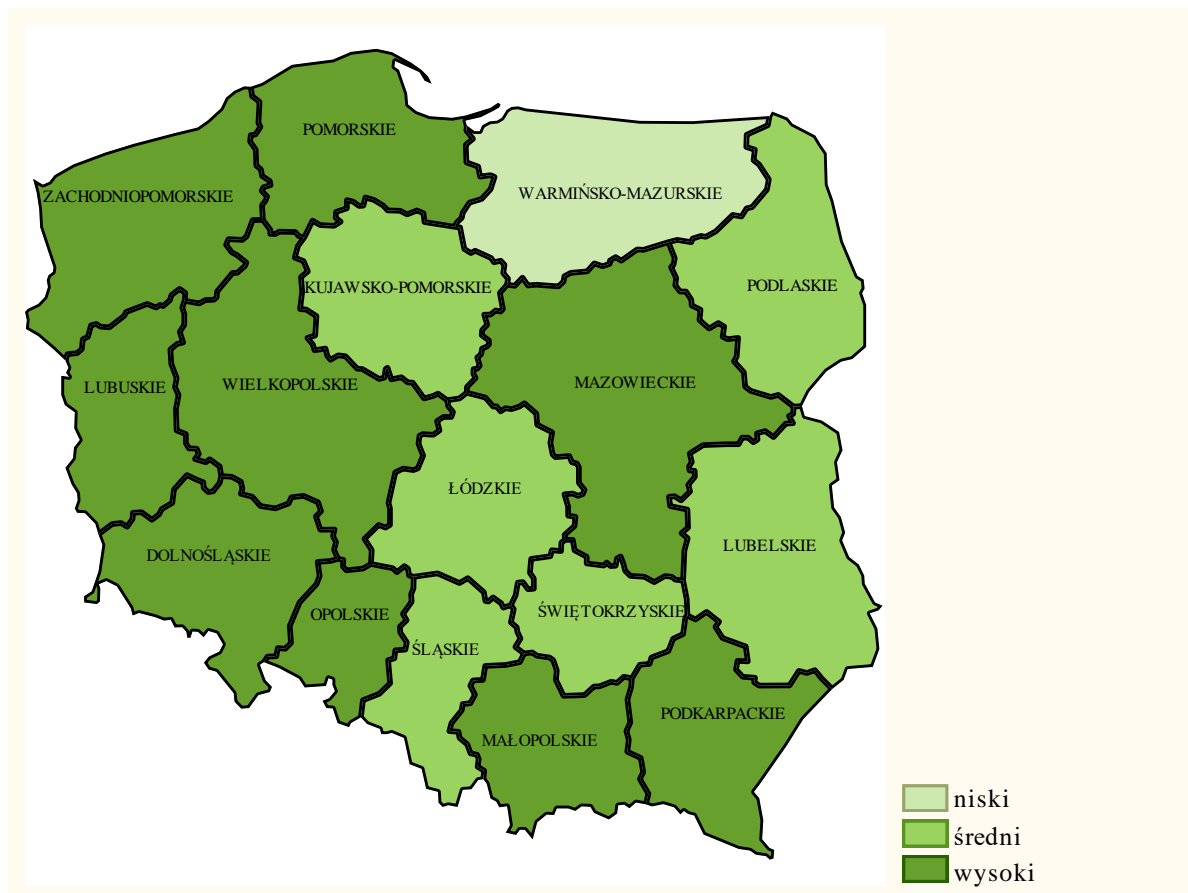 POMORSKIE
ZACHODNIOPOMORSKIE
WARMIŃSKO-MAZURSKIE
KUJAWSKO-POMORSKIE
PODLASKIE
LUBUSKIE
WIELKOPOLSKIE
MAZOWIECKIE
ŁÓDZKIE
LUBELSKIE
DOLNOŚLĄSKIE
OPOLSKIE
ŚWIĘTOKRZYSKIE
ŚLĄSKIE
PODKARPACKIE
MAŁOPOLSKIE
niski
średni
wysoki